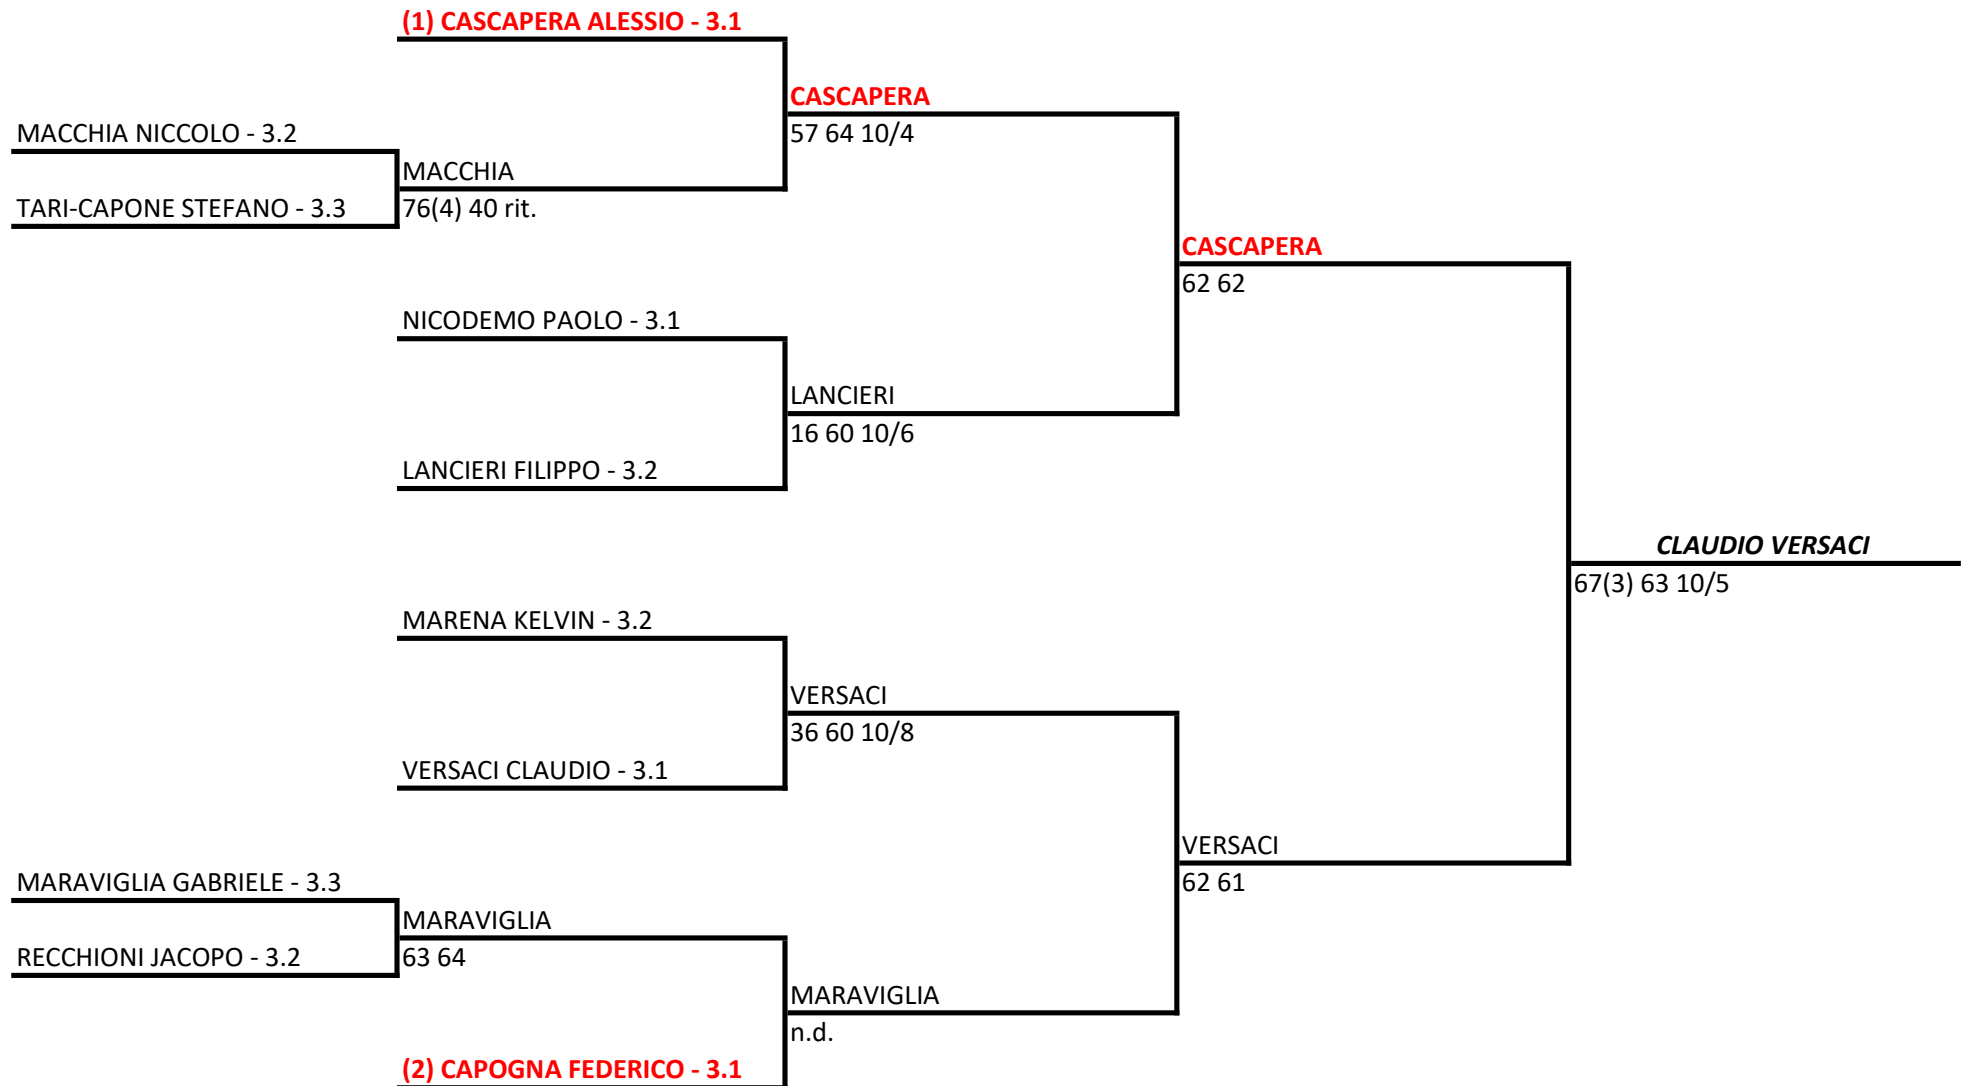 (1) CASCAPERA ALESSIO - 3.1
CASCAPERA
57 64 10/4
MACCHIA NICCOLO - 3.2
MACCHIA
76(4) 40 rit.
TARI-CAPONE STEFANO - 3.3
CASCAPERA
62 62
NICODEMO PAOLO - 3.1
LANCIERI
16 60 10/6
LANCIERI FILIPPO - 3.2
CLAUDIO VERSACI
67(3) 63 10/5
MARENA KELVIN - 3.2
VERSACI
36 60 10/8
VERSACI CLAUDIO - 3.1
VERSACI
62 61
MARAVIGLIA GABRIELE - 3.3
MARAVIGLIA
63 64
RECCHIONI JACOPO - 3.2
MARAVIGLIA
n.d.
(2) CAPOGNA FEDERICO - 3.1